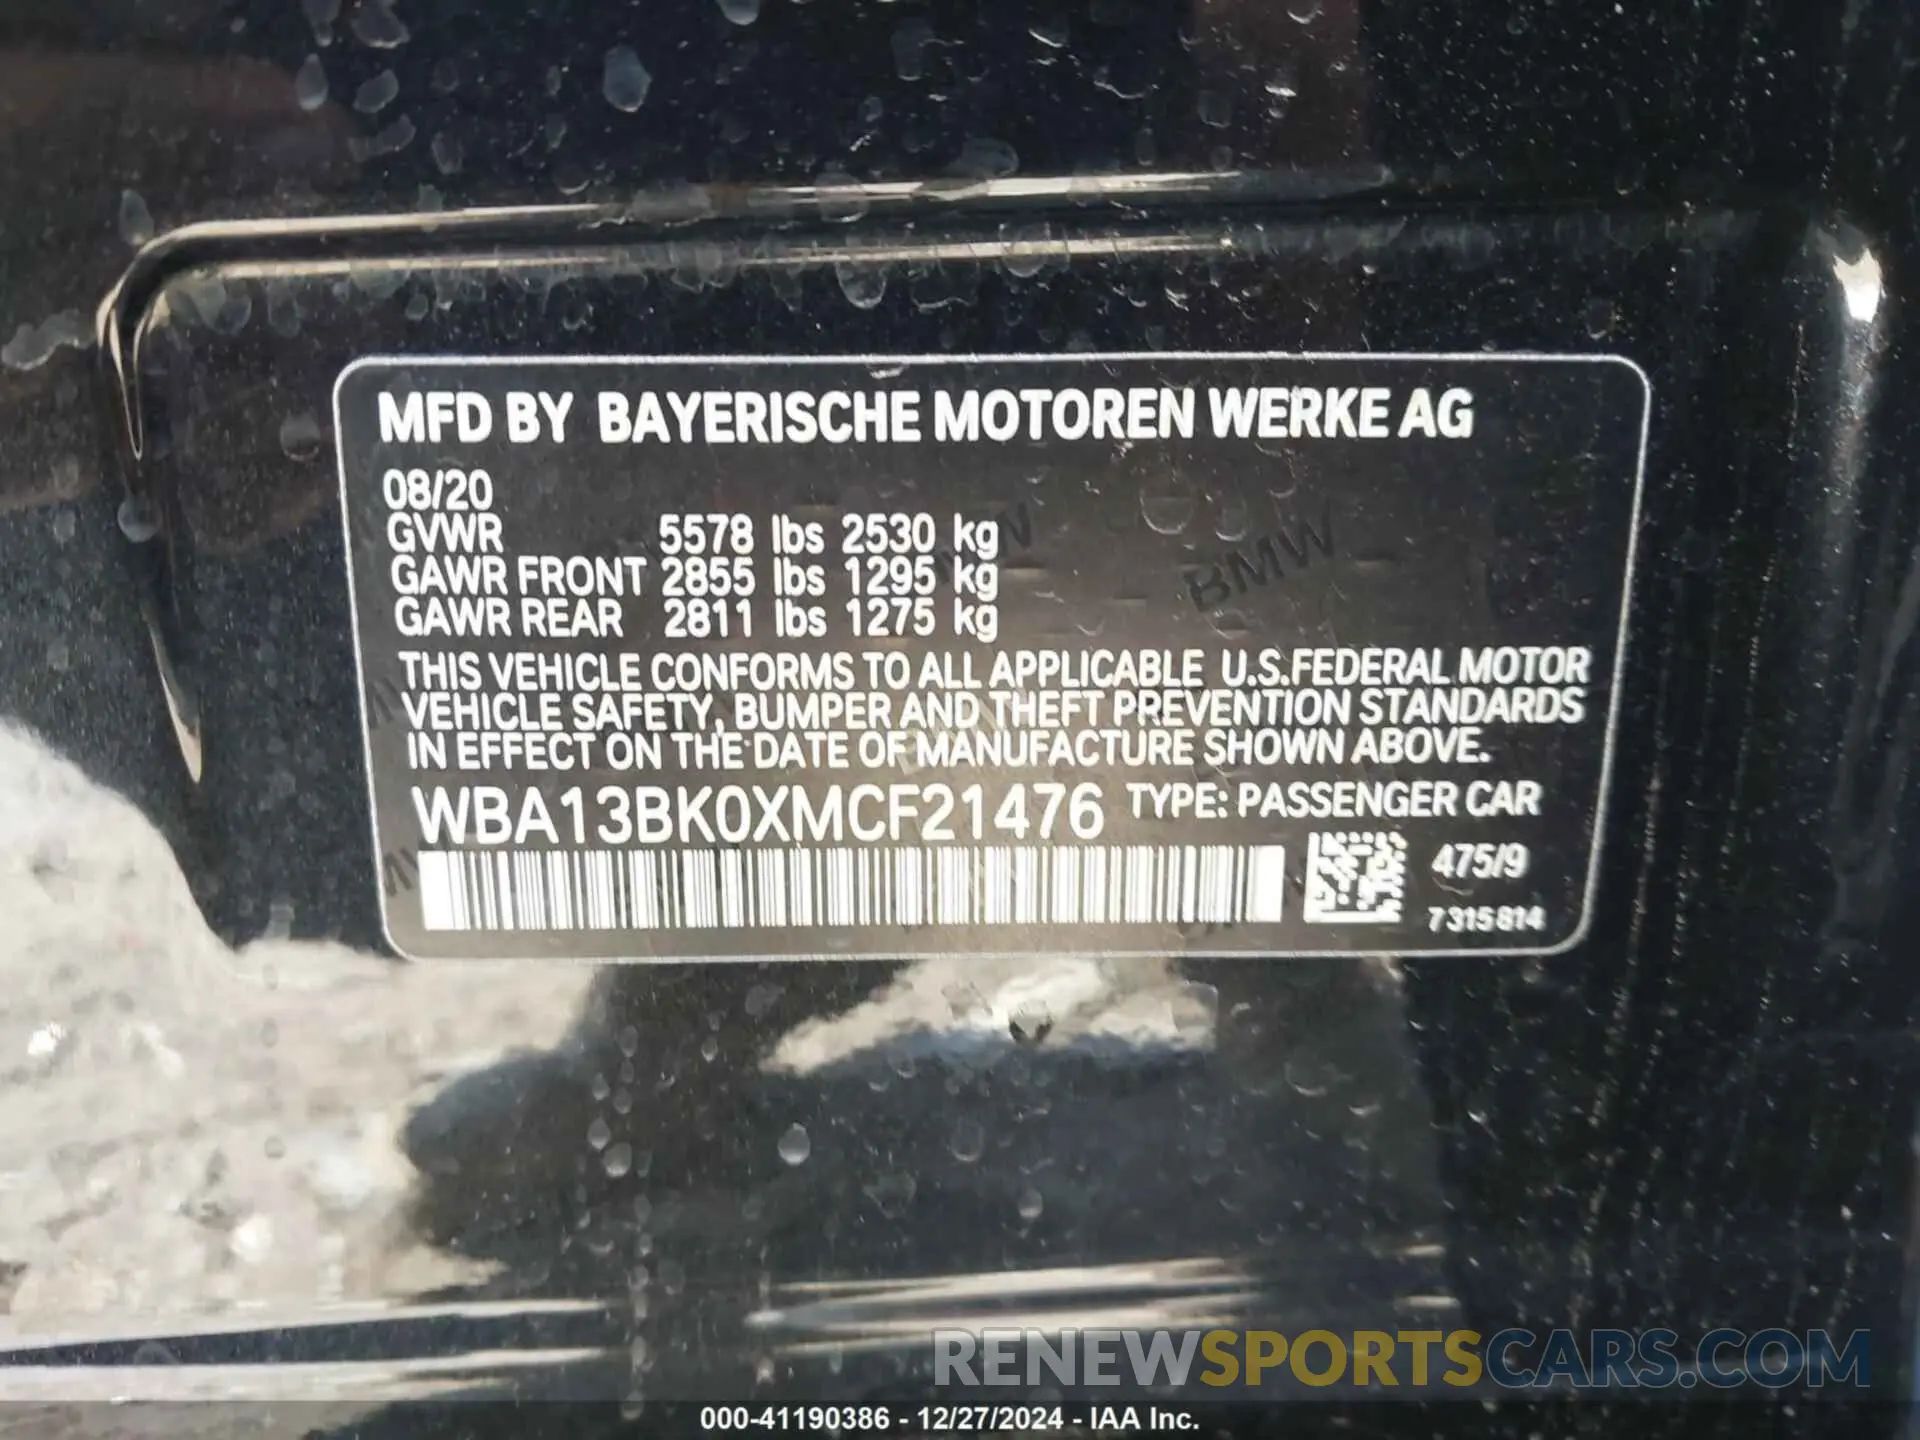 MFD BY BAYERISCHE MOTOREN WERKE AG
08/20
GVWR 5578 lbs 2530 kg
GAWR FRONT 2855 lbs 1295 kg
GAWR REAR 2811 lbs 1275 kg
THIS VEHICLE CONFORMS TO ALL APPLICABLE U.S.FEDERAL MOTOR
VEHICLE SAFETY, BUMPER AND THEFT PREVENTION STANDARDS
IN EFFECT ON THE DATE OF MANUFACTURE SHOWN ABOVE.
WBA13BK0XMCF21476 TYPE: PASSENGER CAR
475/9
7315814
BMW
RENEWSPORTSCARS.COM
000-41190386 - 12/27/2024 - IAA Inc.